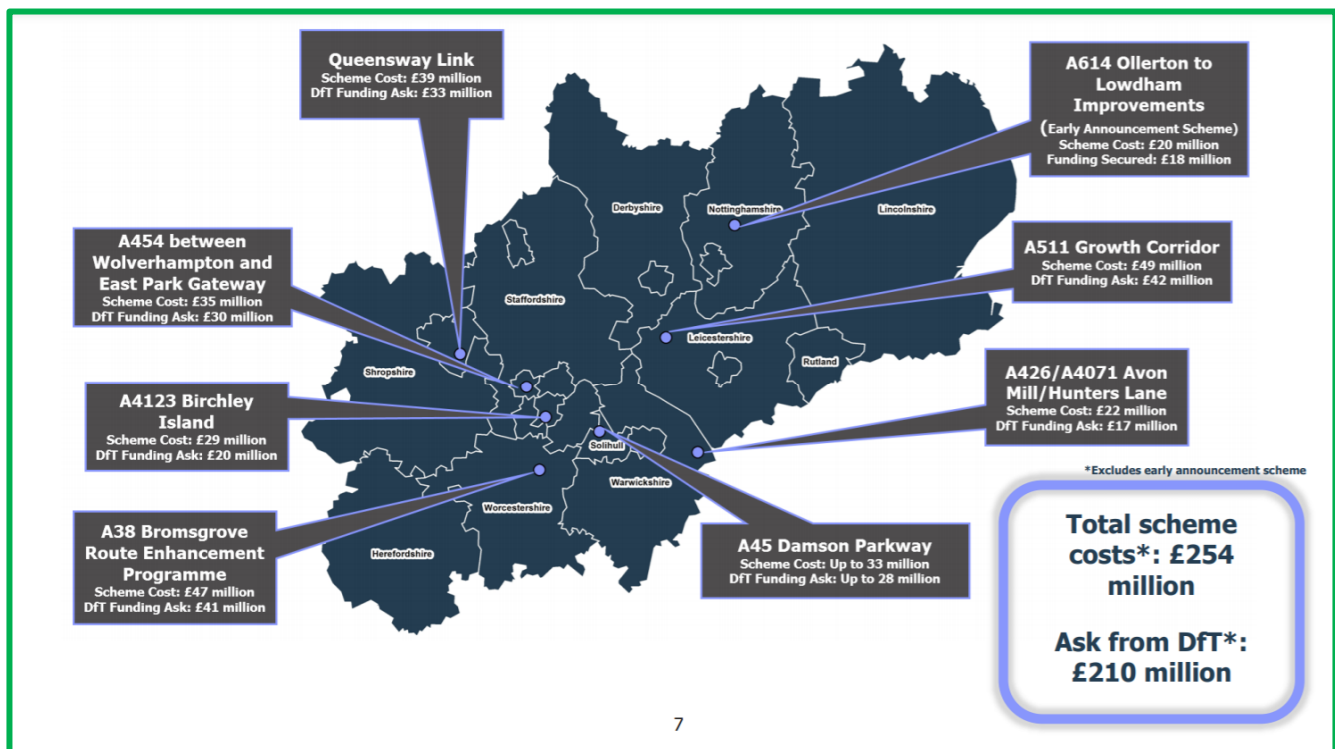 Queensway Link
Scheme Cost: £39 million
DfT Funding Ask: £33 million
A614 Ollerton to
Lowdham
Improvements
(Early Announcement Scheme)
Scheme Cost: £20 million
Funding Secured: £18 million
A454 between
Wolverhampton and
East Park Gateway
Scheme Cost: £35 million
DfT Funding Ask: £30 million
A511 Growth Corridor
Scheme Cost: £49 million
DfT Funding Ask: £42 million
A4123 Birchley
Island
Scheme Cost: £29 million
DfT Funding Ask: £20 million
A426/A4071 Avon
Mill/Hunters Lane
Scheme Cost: £22 million
DfT Funding Ask: £17 million
A38 Bromsgrove
Route Enhancement
Programme
Scheme Cost: £47 million
DfT Funding Ask: £41 million
A45 Damson Parkway
Scheme Cost: Up to 33 million
DfT Funding Ask: Up to 28 million
Derbyshire
Nottinghamshire
Lincolnshire
Staffordshire
Leicestershire
Rutland
Shropshire
Solihull
Warwickshire
Worcestershire
Herefordshire
*Excludes early announcement scheme
Total scheme
costs*: £254
million
Ask from DfT*:
£210 million
7